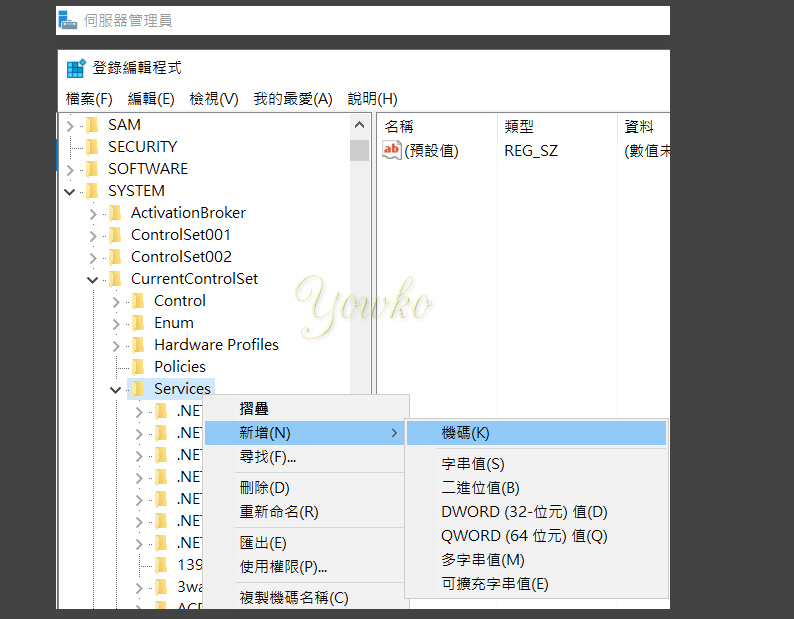 伺服器管理員
登錄編輯程式
檔案(F) 編輯(E) 檢視(V) 我的最愛(A) 說明(H)
SAM
SECURITY
SOFTWARE
SYSTEM
ActivationBroker
ControlSet001
ControlSet002
CurrentControlSet
Control
Enum
Hardware Profiles
Policies
Services
.NE
.NE
.NE
.NE
.NE
.NE
.NE
139
3wa
名稱 類型 資料
ab (預設值) REG_SZ (數值未
Yowko
摺疊
新增(N)
尋找(F)...
刪除(D)
重新命名(R)
匯出(E)
使用權限(P)...
複製機碼名稱(C)
機碼(K)
字串值(S)
二進位值(B)
DWORD (32-位元) 值(D)
QWORD (64 位元) 值(Q)
多字串值(M)
可擴充字串值(E)